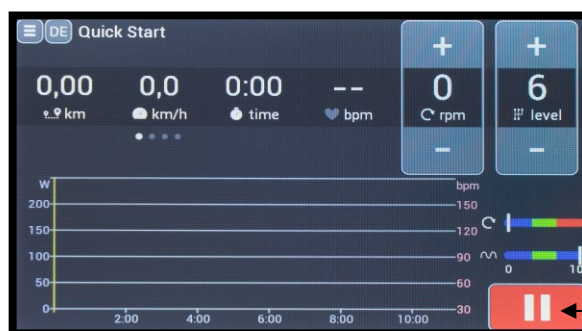 DE Quick Start
+ +
0,00 0,0 0:00 -- 0 6
km km/h time bpm rpm level
- -
W bpm
200 150
150 120
100 90
50 60
0 30
0 10
2:00 4:00 6:00 8:00 10:00